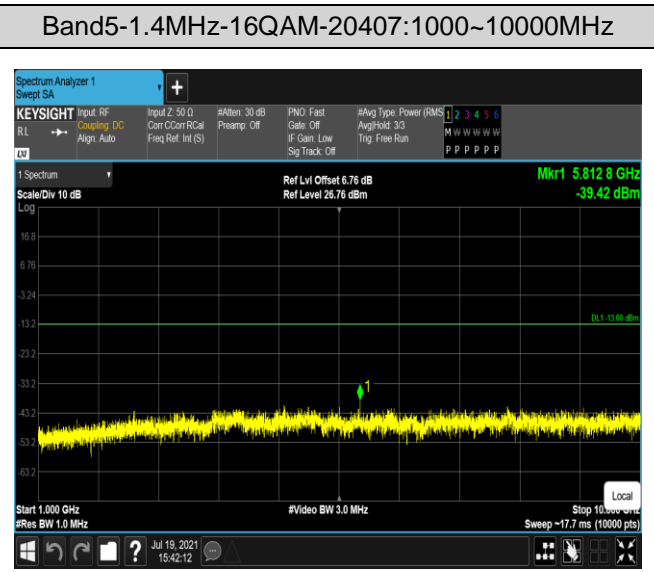 Band5-1.4MHz-16QAM-20407:1000~10000MHz
Spectrum Analyzer 1
Swept SA
+
KEYSIGHT
RL
LXI
Input: RF
Coupling: DC
Align: Auto
Input Z: 50 Ω
Corr CCorr RCal
Freq Ref: Int (S)
#Atten: 30 dB
Preamp: Off
PNO: Fast
Gate: Off
IF Gain: Low
Sig Track: Off
#Avg Type: Power (RMS
Avg|Hold: 3/3
Trig: Free Run
1 2 3 4 5 6
M W W W W W
P P P P P P
1 Spectrum
Scale/Div 10 dB
Log
Ref Lvl Offset 6.76 dB
Ref Level 26.76 dBm
Mkr1 5.812 8 GHz
-39.42 dBm
16.8
6.76
-3.24
-13.2
DL1 -13.00 dBm
-23.2
-33.2
1
-43.2
-53.2
-63.2
Local
Start 1.000 GHz
#Res BW 1.0 MHz
#Video BW 3.0 MHz
Stop 10.000 GHz
Sweep ~17.7 ms (10000 pts)
?
Jul 19, 2021
15:42:12